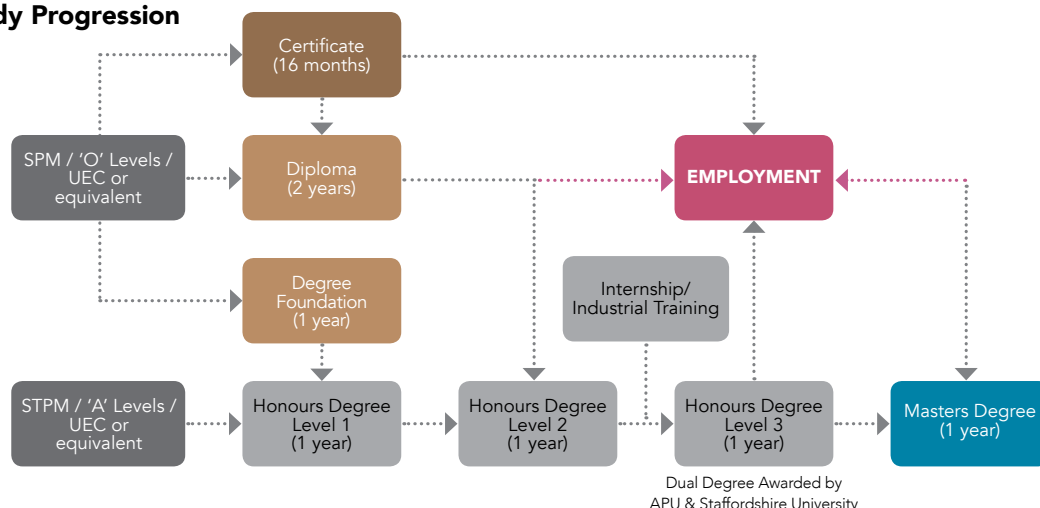 dy Progression
Certificate
(16 months)
SPM / ‘O’ Levels /
UEC or
equivalent
Diploma
(2 years)
EMPLOYMENT
Degree
Foundation
(1 year)
Internship/
Industrial Training
STPM / ‘A’ Levels /
UEC or
equivalent
Honours Degree
Level 1
(1 year)
Honours Degree
Level 2
(1 year)
Honours Degree
Level 3
(1 year)
Masters Degree
(1 year)
Dual Degree Awarded by
APU & Staffordshire University